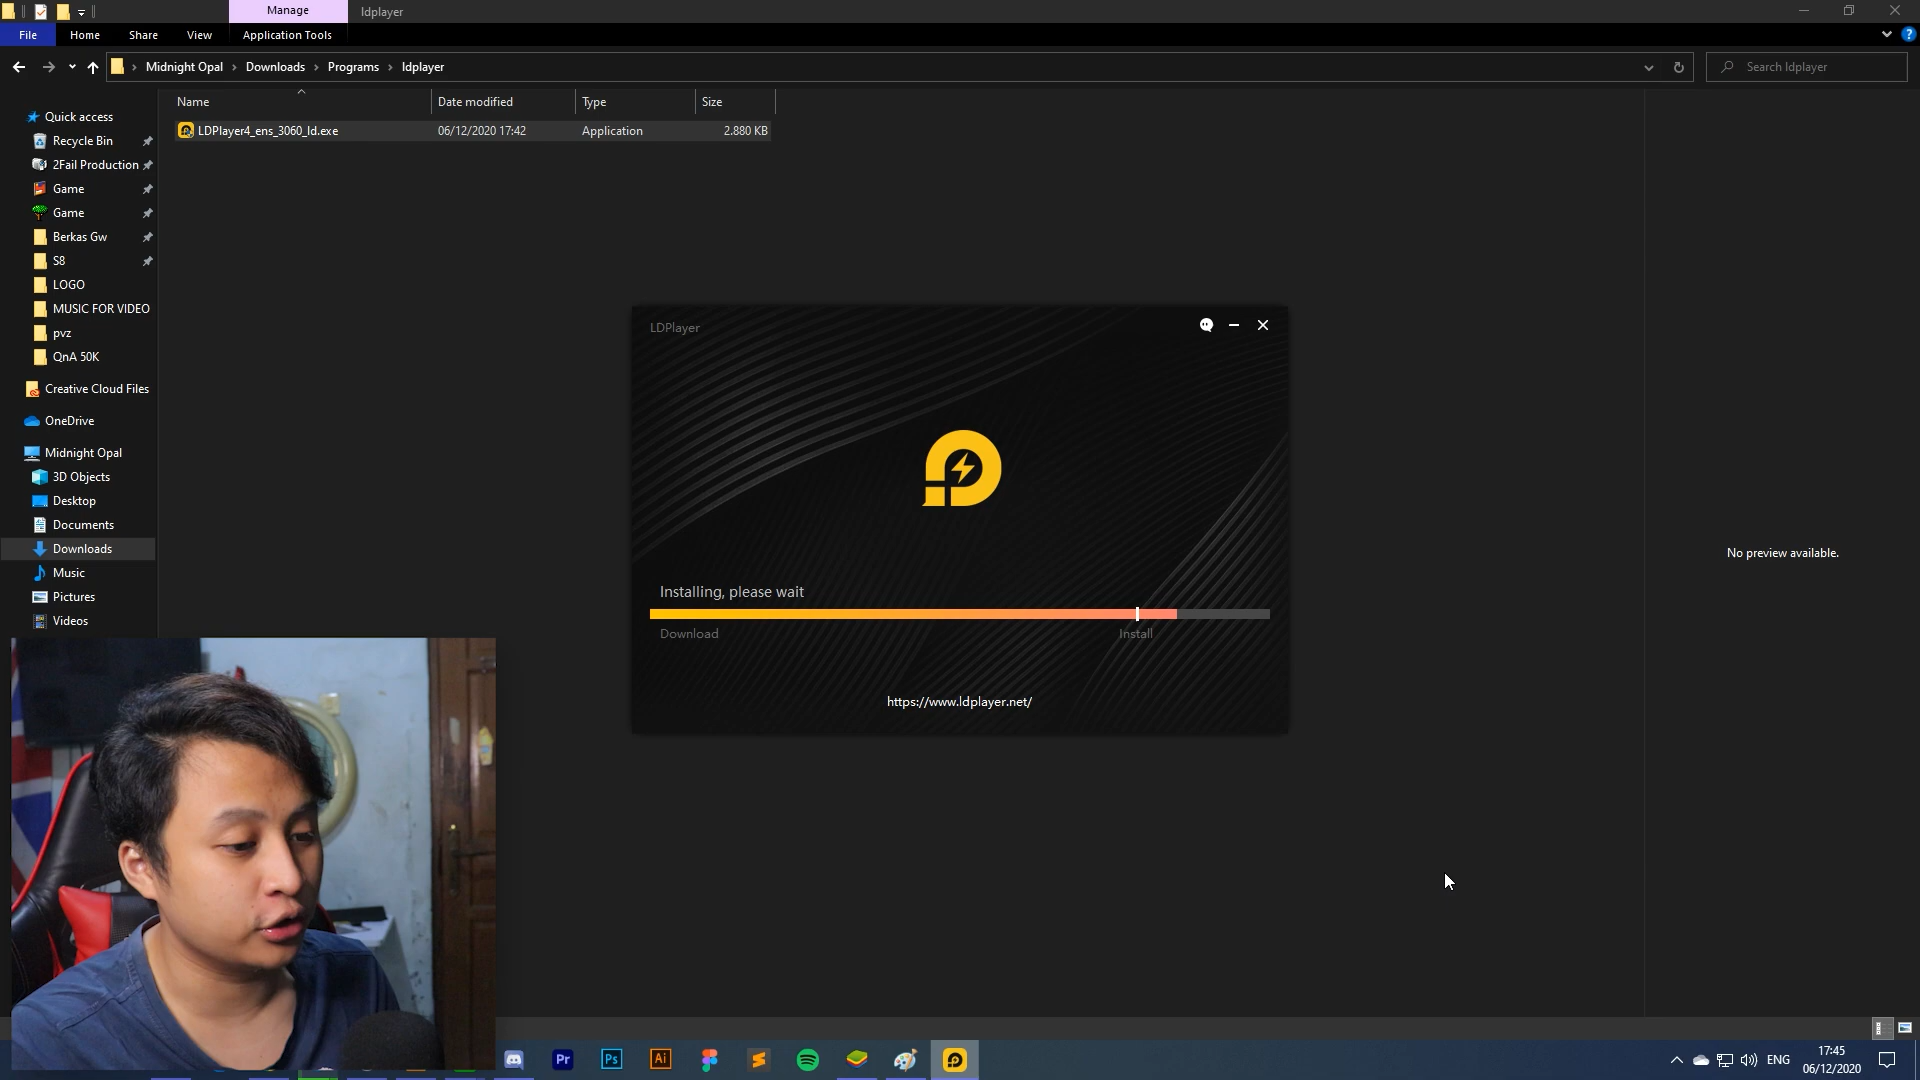 Manage
ldplayer
File
Home
Share
View
Application Tools
Midnight Opal
Downloads
Programs
ldplayer
Search ldplayer
Name
Date modified
Type
Size
LDPlayer4_ens_3060_ld.exe
06/12/2020 17:42
Application
2.880 KB
Quick access
Recycle Bin
2Fail Production
Game
Game
Berkas Gw
S8
LOGO
MUSIC FOR VIDEO
pvz
QnA 50K
Creative Cloud Files
OneDrive
Midnight Opal
3D Objects
Desktop
Documents
Downloads
Music
Pictures
Videos
LDPlayer
Installing, please wait
Download
Install
https://www.ldplayer.net/
No preview available.
Pr
Ps
Ai
ENG
17:45
06/12/2020